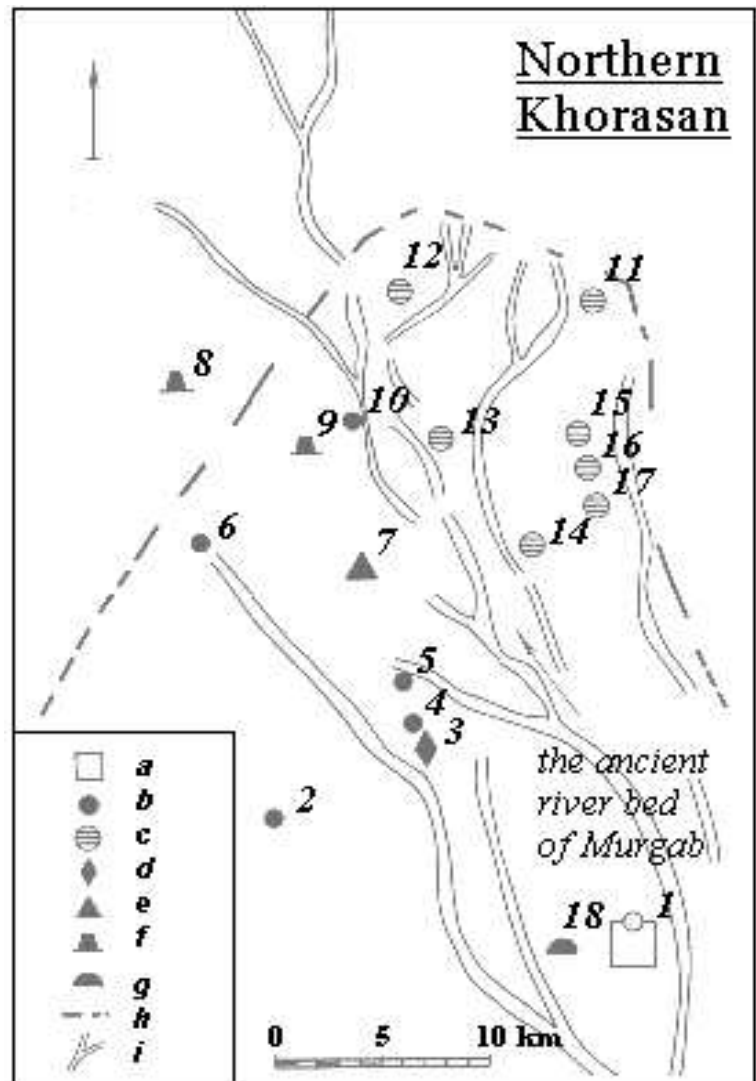 Northern
Khorasan
12
11
8
10
9
13
15
16
17
14
6
7
5
4
3
2
the ancient
river bed
of Murgab
18
1
a
b
c
d
e
f
g
h
i
0 5 10 km